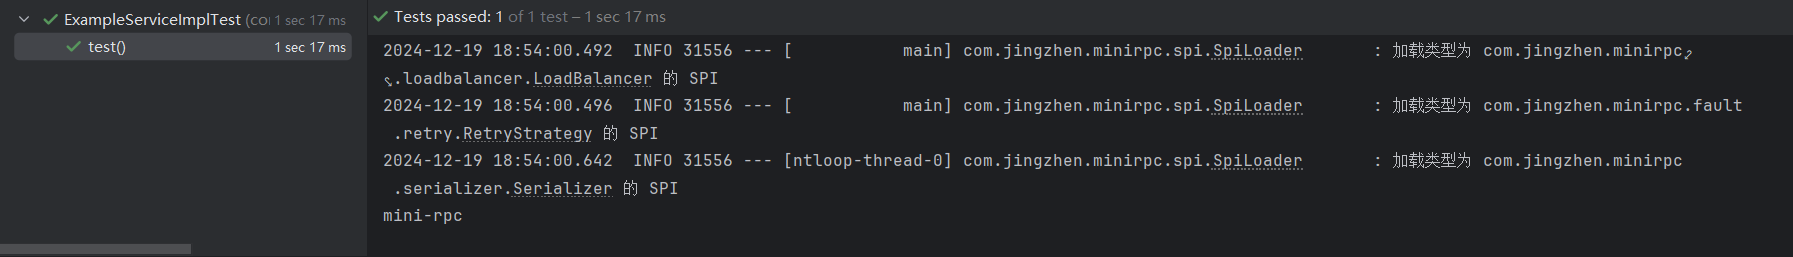 ExampleServiceImplTest (co 1 sec 17 ms
test() 1 sec 17 ms
Tests passed: 1 of 1 test – 1 sec 17 ms
2024-12-19 18:54:00.492  INFO 31556 --- [           main] com.jingzhen.minirpc.spi.SpiLoader       : 加载类型为 com.jingzhen.minirpc
.loadbalancer.LoadBalancer 的 SPI
2024-12-19 18:54:00.496  INFO 31556 --- [           main] com.jingzhen.minirpc.spi.SpiLoader       : 加载类型为 com.jingzhen.minirpc.fault
.retry.RetryStrategy 的 SPI
2024-12-19 18:54:00.642  INFO 31556 --- [ntloop-thread-0] com.jingzhen.minirpc.spi.SpiLoader       : 加载类型为 com.jingzhen.minirpc
.serializer.Serializer 的 SPI
mini-rpc